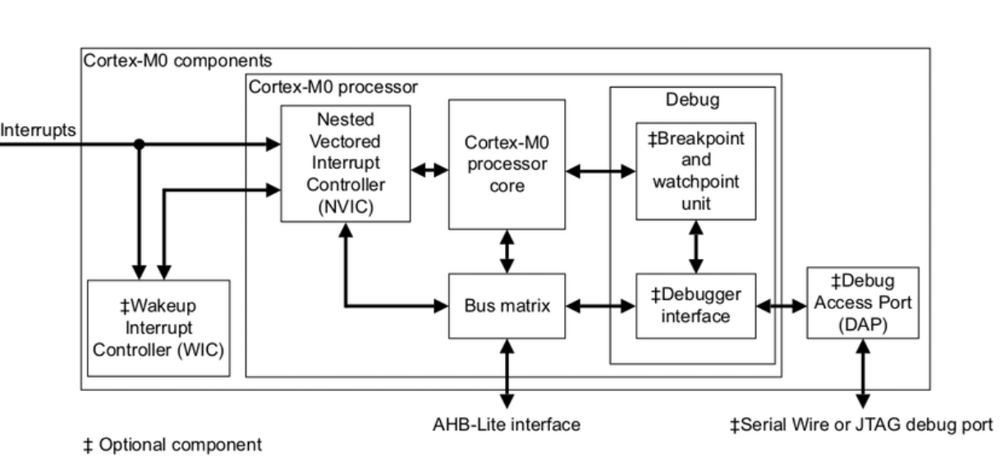 Cortex-M0 components
Cortex-M0 processor
Interrupts
Nested
Vectored
Interrupt
Controller
(NVIC)
Cortex-M0
processor
core
Debug
‡Breakpoint
and
watchpoint
unit
‡Wakeup
Interrupt
Controller (WIC)
Bus matrix
‡Debugger
interface
‡Debug
Access Port
(DAP)
AHB-Lite interface
‡Serial Wire or JTAG debug port
‡ Optional component